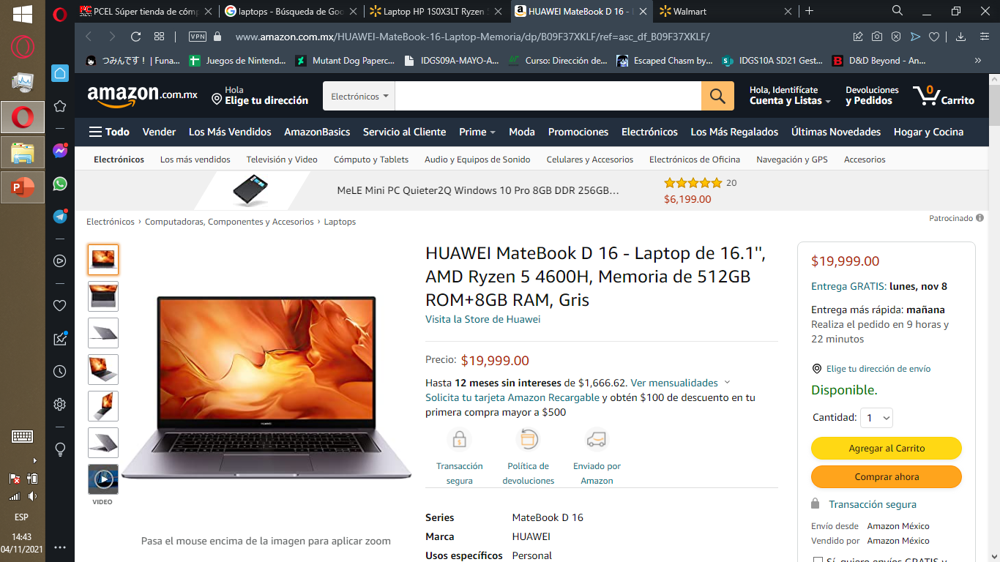 PCEL Súper tienda de cóm
laptops - Búsqueda de Goo
Laptop HP 1S0X3LT Ryzen
HUAWEI MateBook D 16 -
Walmart
VPN
www.amazon.com.mx/HUAWEI-MateBook-16-Laptop-Memoria/dp/B09F37XKLF/ref=asc_df_B09F37XKLF/
つみんです！ | Funa...
Juegos de Nintend...
Mutant Dog Paperc...
IDGS09A-MAYO-A...
Curso: Dirección de...
Escaped Chasm by...
IDGS10A SD21 Gest...
D&D Beyond - An...
amazon.com.mx
Hola
Elige tu dirección
Electrónicos
Hola, Identifícate
Cuenta y Listas
Devoluciones
y Pedidos
0
Carrito
Todo
Vender
Los Más Vendidos
AmazonBasics
Servicio al Cliente
Prime
Moda
Promociones
Electrónicos
Los Más Regalados
Últimas Novedades
Hogar y Cocina
Electrónicos
Los más vendidos
Televisión y Video
Cómputo y Tablets
Audio y Equipos de Sonido
Celulares y Accesorios
Electrónicos de Oficina
Navegación y GPS
Accesorios
MeLE Mini PC Quieter2Q Windows 10 Pro 8GB DDR 256GB...
20
$6,199.00
Electrónicos › Computadoras, Componentes y Accesorios › Laptops
Patrocinado
HUAWEI MateBook D 16 - Laptop de 16.1'',
AMD Ryzen 5 4600H, Memoria de 512GB
ROM+8GB RAM, Gris
Visita la Store de Huawei
Precio: $19,999.00
Hasta 12 meses sin intereses de $1,666.62. Ver mensualidades
Solicita tu tarjeta Amazon Recargable y obtén $100 de descuento en tu
primera compra mayor a $500
Transacción
segura
Política de
devoluciones
Enviado por
Amazon
Series MateBook D 16
Marca HUAWEI
Usos específicos Personal
HUAWEI
VIDEO
Pasa el mouse encima de la imagen para aplicar zoom
$19,999.00
Entrega GRATIS: lunes, nov 8
Entrega más rápida: mañana
Realiza el pedido en 9 horas y
22 minutos
Elige tu dirección de envío
Disponible.
Cantidad: 1
Agregar al Carrito
Comprar ahora
Transacción segura
Envío desde Amazon México
Vendido por Amazon México
Sí, quiero envíos GRATIS y
ESP
14:43
04/11/2021